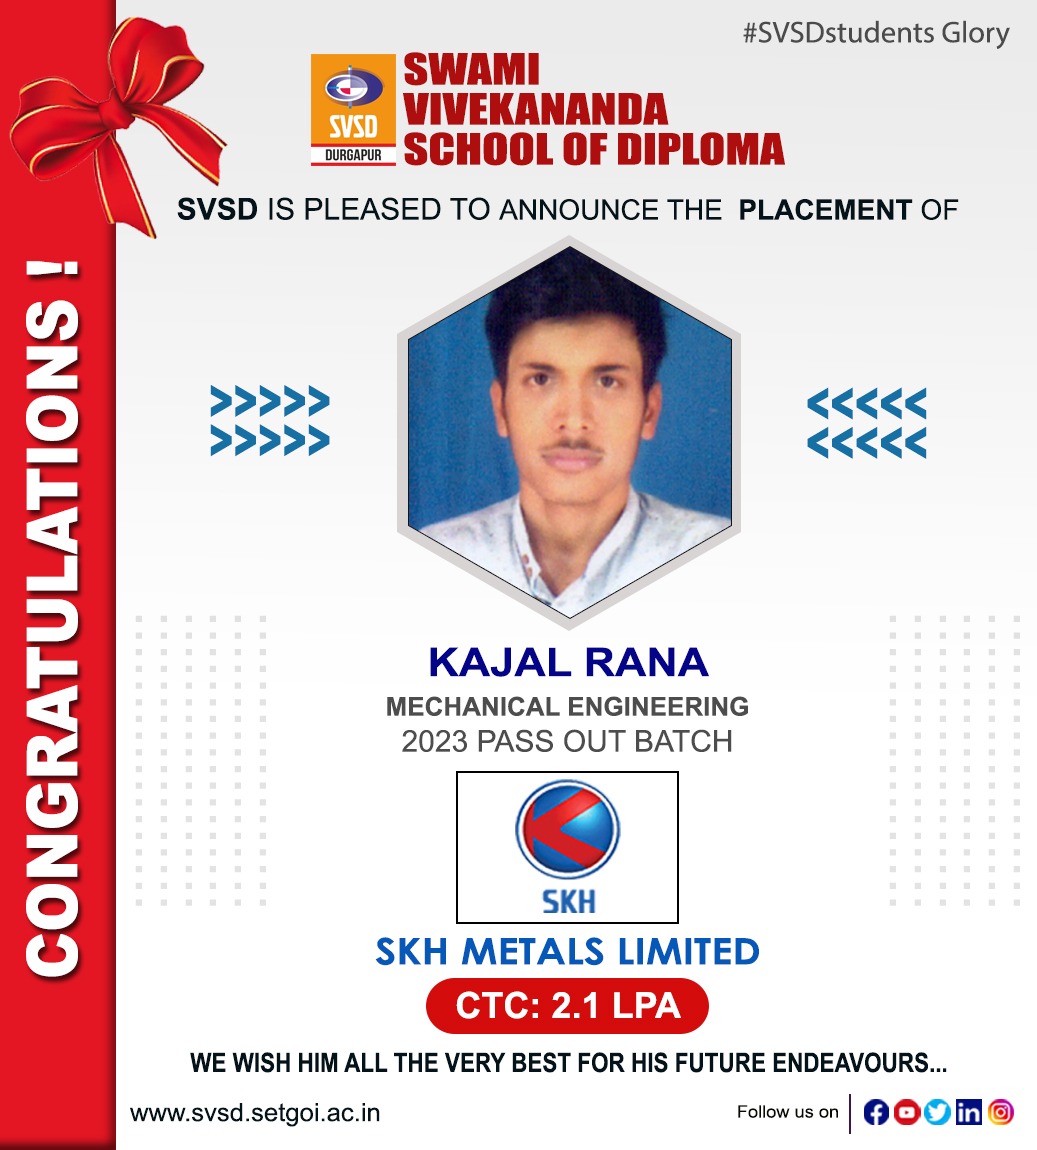 #SVSDstudents Glory
SVSD
DURGAPUR
SWAMI
VIVEKANANDA
SCHOOL OF DIPLOMA
SVSD IS PLEASED TO ANNOUNCE THE PLACEMENT OF
CONGRATULATIONS !
>>>>> <<<<<
>>>>> <<<<<
KAJAL RANA
MECHANICAL ENGINEERING
2023 PASS OUT BATCH
SKH
SKH METALS LIMITED
CTC: 2.1 LPA
WE WISH HIM ALL THE VERY BEST FOR HIS FUTURE ENDEAVOURS...
www.svsd.setgoi.ac.in
Follow us on